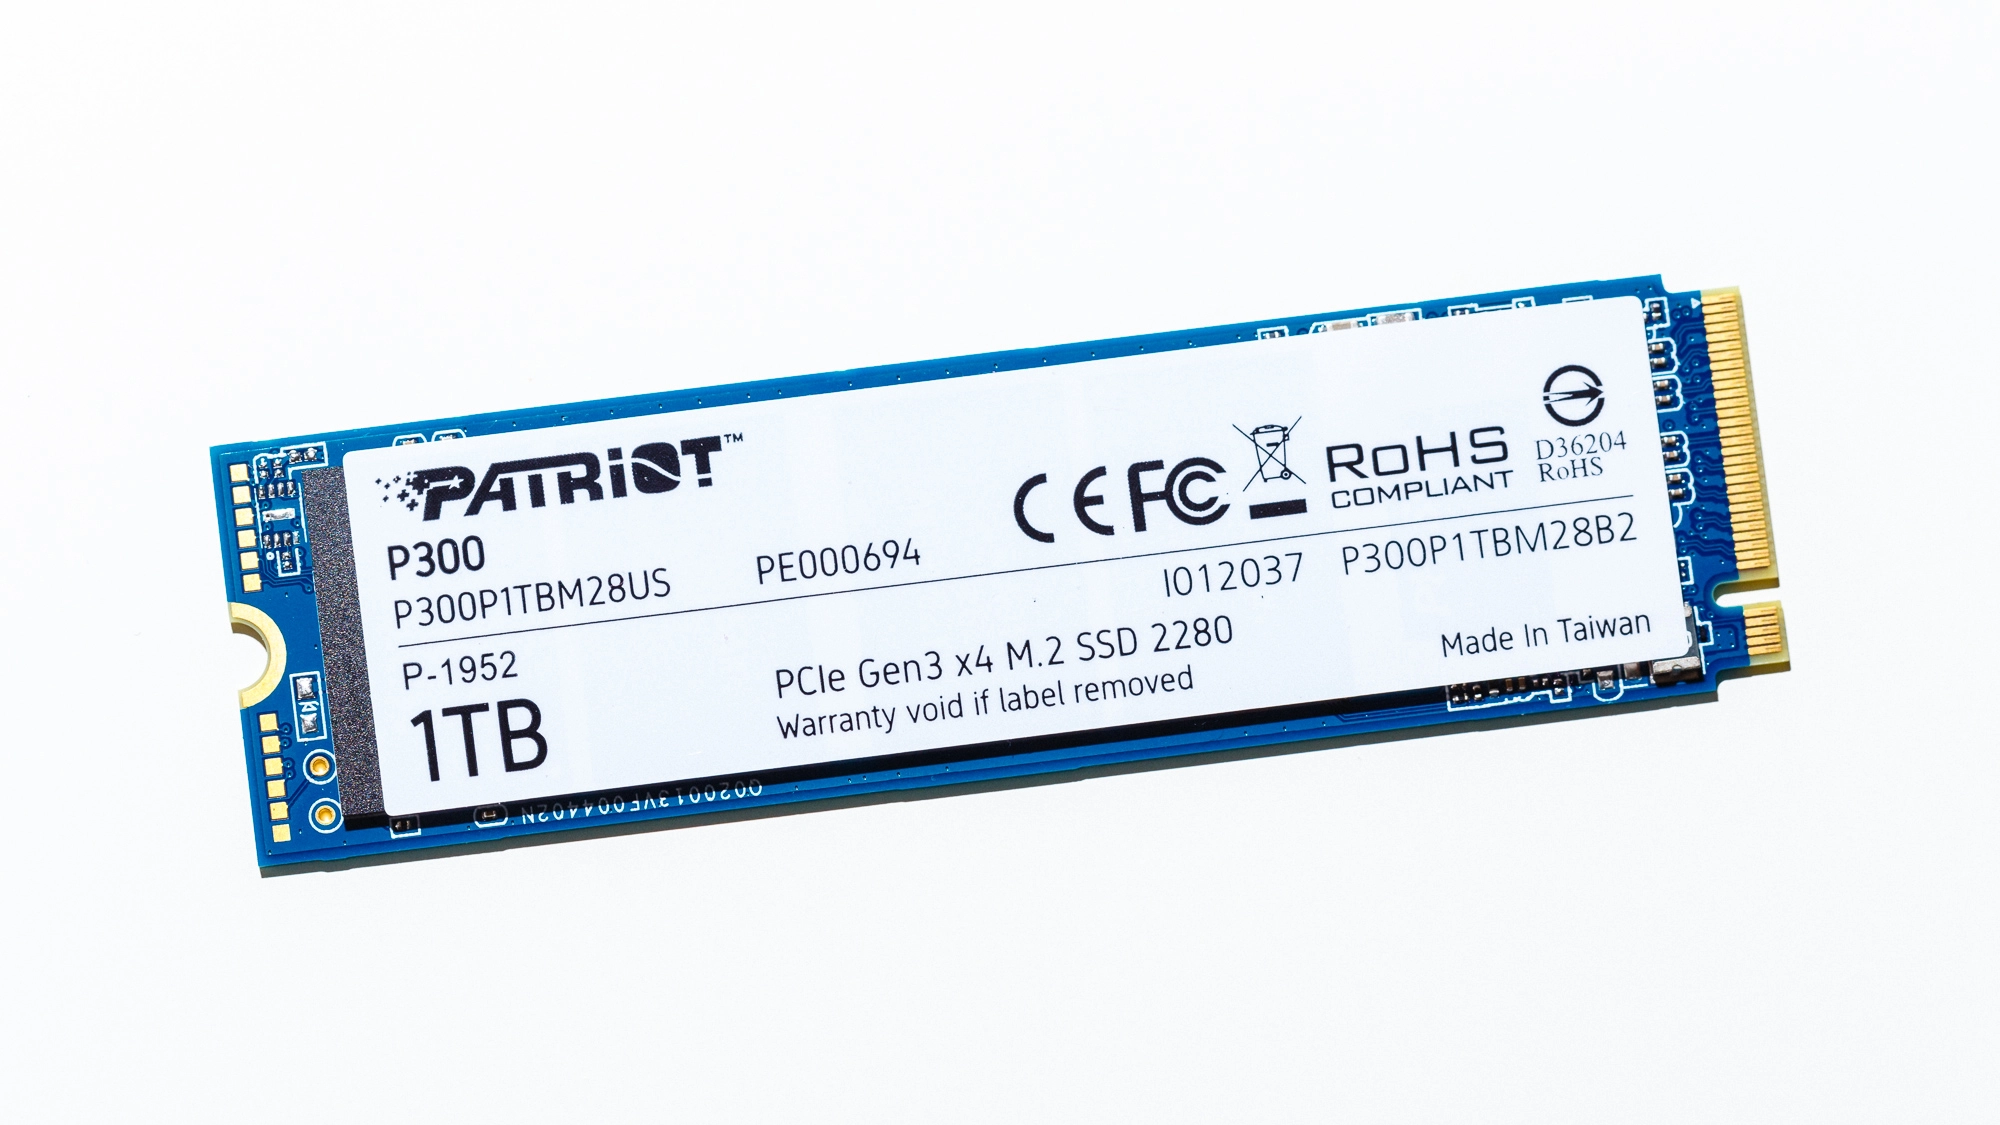 PATRIOT™
P300
P300P1TBM28US
PE000694
CE FC
RoHS
COMPLIANT
D36204
RoHS
P-1952
1TB
I012037 P300P1TBM28B2
PCIe Gen3 x4 M.2 SSD 2280
Warranty void if label removed
Made In Taiwan